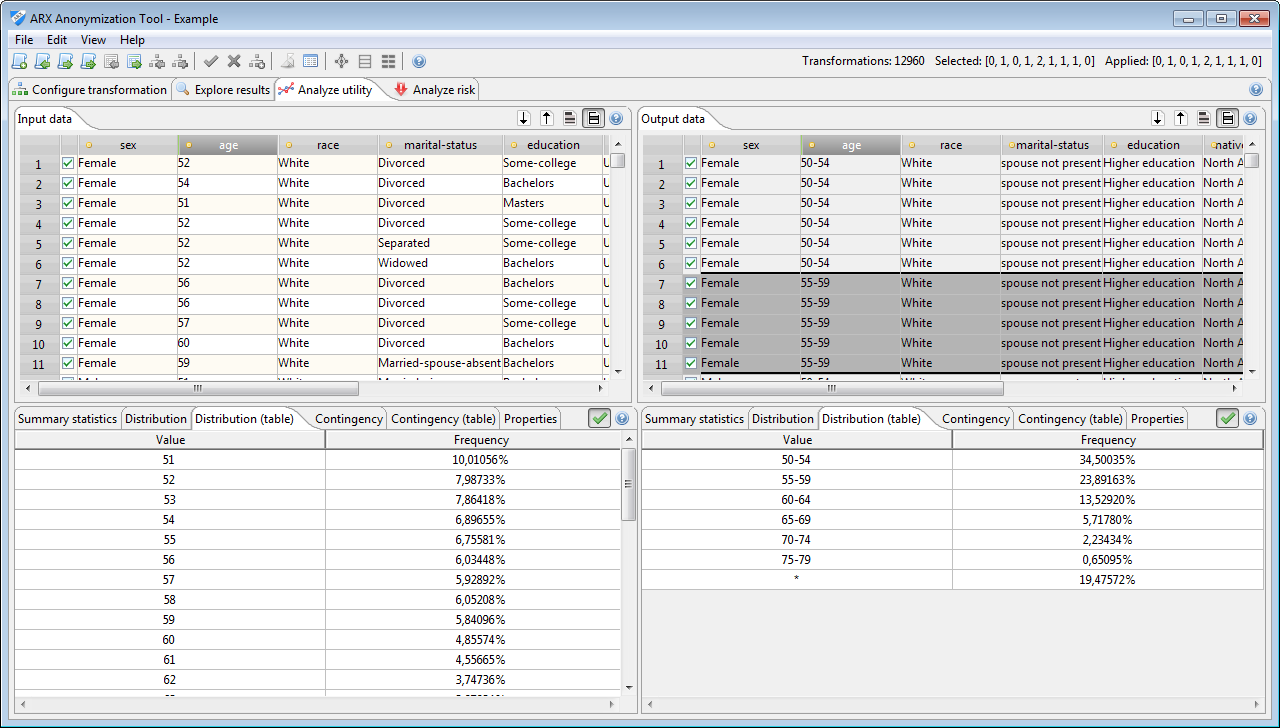 ARX Anonymization Tool - Example
File Edit View Help
Transformations: 12960 Selected: [0, 1, 0, 1, 2, 1, 1, 1, 0] Applied: [0, 1, 0, 1, 2, 1, 1, 1, 0]
Configure transformation Explore results Analyze utility Analyze risk
Input data
sex age race marital-status education
1 Female 52 White Divorced Some-college U
2 Female 54 White Divorced Bachelors U
3 Female 51 White Divorced Masters U
4 Female 52 White Divorced Some-college U
5 Female 52 White Separated Some-college U
6 Female 52 White Widowed Bachelors U
7 Female 56 White Divorced Bachelors U
8 Female 56 White Divorced Some-college U
9 Female 57 White Divorced Some-college U
10 Female 60 White Divorced Bachelors U
11 Female 59 White Married-spouse-absent Bachelors U
Output data
sex age race marital-status education native
1 Female 50-54 White spouse not present Higher education North A
2 Female 50-54 White spouse not present Higher education North A
3 Female 50-54 White spouse not present Higher education North A
4 Female 50-54 White spouse not present Higher education North A
5 Female 50-54 White spouse not present Higher education North A
6 Female 50-54 White spouse not present Higher education North A
7 Female 55-59 White spouse not present Higher education North A
8 Female 55-59 White spouse not present Higher education North A
9 Female 55-59 White spouse not present Higher education North A
10 Female 55-59 White spouse not present Higher education North A
11 Female 55-59 White spouse not present Higher education North A
Summary statistics Distribution Distribution (table) Contingency Contingency (table) Properties
Value Frequency
51 10,01056%
52 7,98733%
53 7,86418%
54 6,89655%
55 6,75581%
56 6,03448%
57 5,92892%
58 6,05208%
59 5,84096%
60 4,85574%
61 4,55665%
62 3,74736%
Summary statistics Distribution Distribution (table) Contingency Contingency (table) Properties
Value Frequency
50-54 34,50035%
55-59 23,89163%
60-64 13,52920%
65-69 5,71780%
70-74 2,23434%
75-79 0,65095%
* 19,47572%